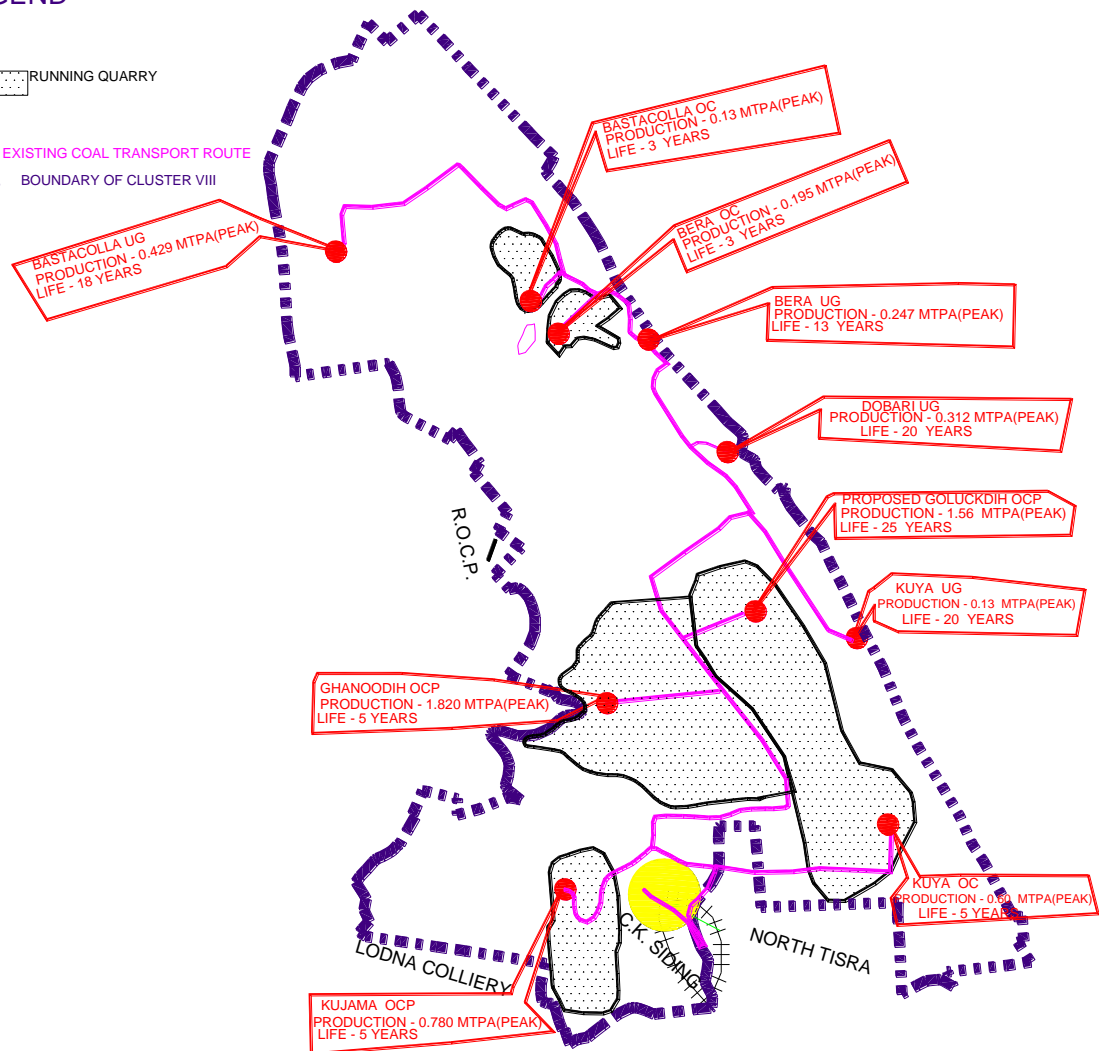 GEND
RUNNING QUARRY
EXISTING COAL TRANSPORT ROUTE
BOUNDARY OF CLUSTER VIII
BASTACOLLA OC
PRODUCTION - 0.13 MTPA(PEAK)
LIFE - 3 YEARS
BERA OC
PRODUCTION - 0.195 MTPA(PEAK)
LIFE - 3 YEARS
BASTACOLLA UG
PRODUCTION - 0.429 MTPA(PEAK)
LIFE - 18 YEARS
BERA UG
PRODUCTION - 0.247 MTPA(PEAK)
LIFE - 13 YEARS
DOBARI UG
PRODUCTION - 0.312 MTPA(PEAK)
LIFE - 20 YEARS
PROPOSED GOLUCKDIH OCP
PRODUCTION - 1.56 MTPA(PEAK)
LIFE - 25 YEARS
R.O.C.P.
KUYA UG
PRODUCTION - 0.13 MTPA(PEAK)
LIFE - 20 YEARS
GHANOODIH OCP
PRODUCTION - 1.820 MTPA(PEAK)
LIFE - 5 YEARS
KUYA OC
PRODUCTION - 0.60 MTPA(PEAK)
LIFE - 5 YEARS
C.K. SIDING
NORTH TISRA
LODNA COLLIERY
KUJAMA OCP
PRODUCTION - 0.780 MTPA(PEAK)
LIFE - 5 YEARS